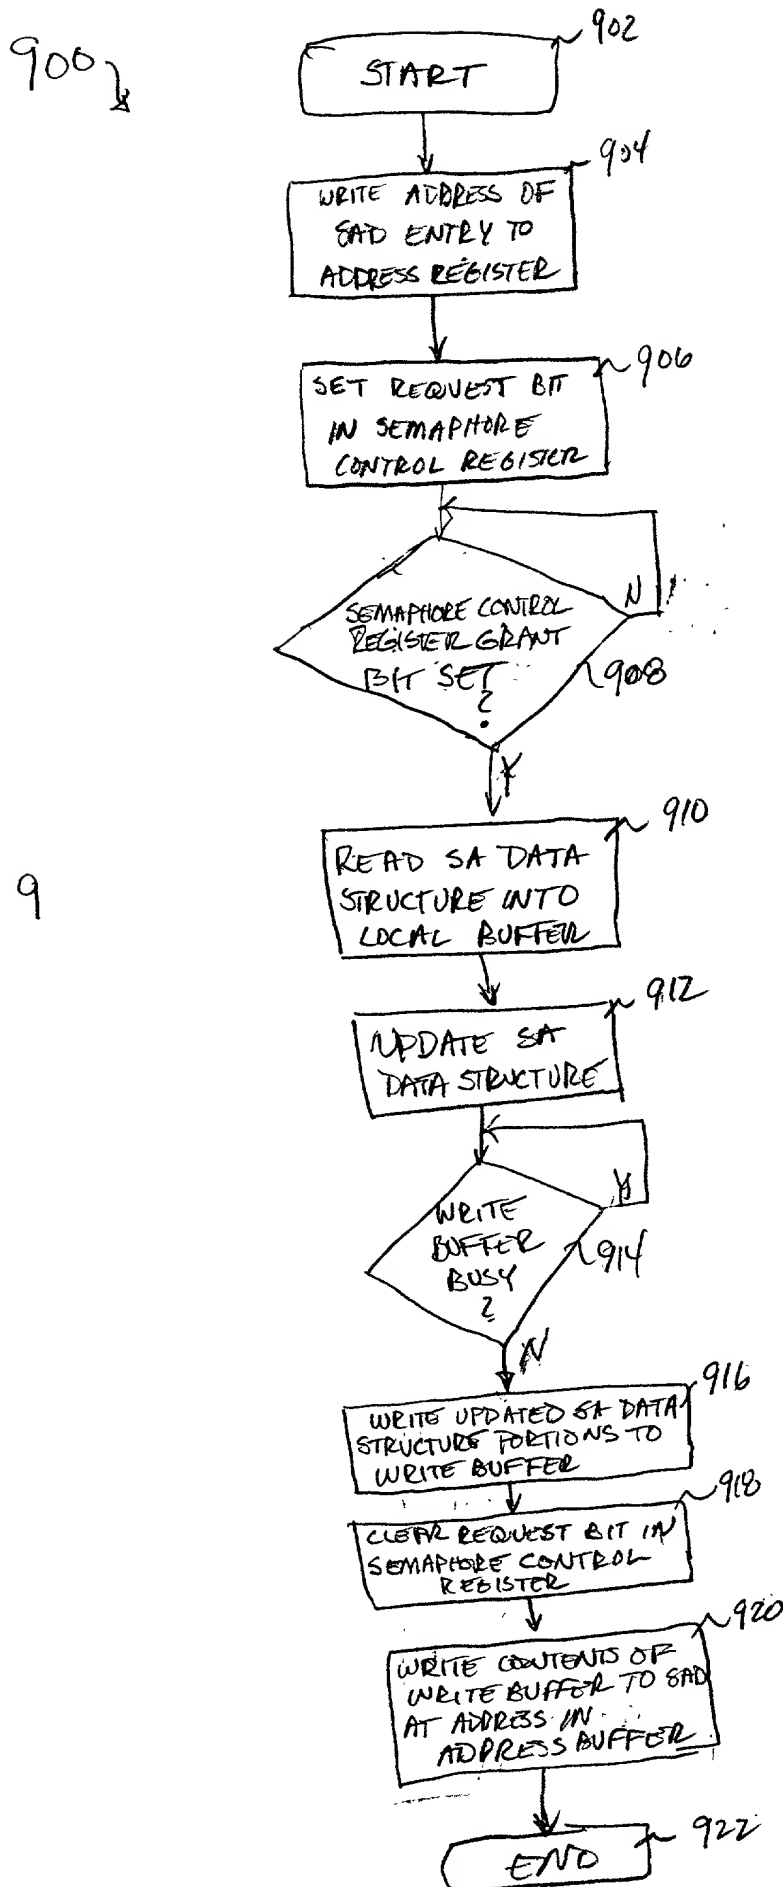 900
902
START
904
WRITE ADDRESS OF
SAD ENTRY TO
ADDRESS REGISTER
906
SET REQUEST BIT
IN SEMAPHORE
CONTROL REGISTER
N
SEMAPHORE CONTROL
REGISTER GRANT
BIT SET
?
908
Y
910
READ SA DATA
STRUCTURE INTO
LOCAL BUFFER
9
912
UPDATE SA
DATA STRUCTURE
Y
WRITE
BUFFER
BUSY
?
914
N
916
WRITE UPDATED SA DATA
STRUCTURE PORTIONS TO
WRITE BUFFER
918
CLEAR REQUEST BIT IN
SEMAPHORE CONTROL
REGISTER
920
WRITE CONTENTS OF
WRITE BUFFER TO SAD
AT ADDRESS IN
ADDRESS BUFFER
922
END